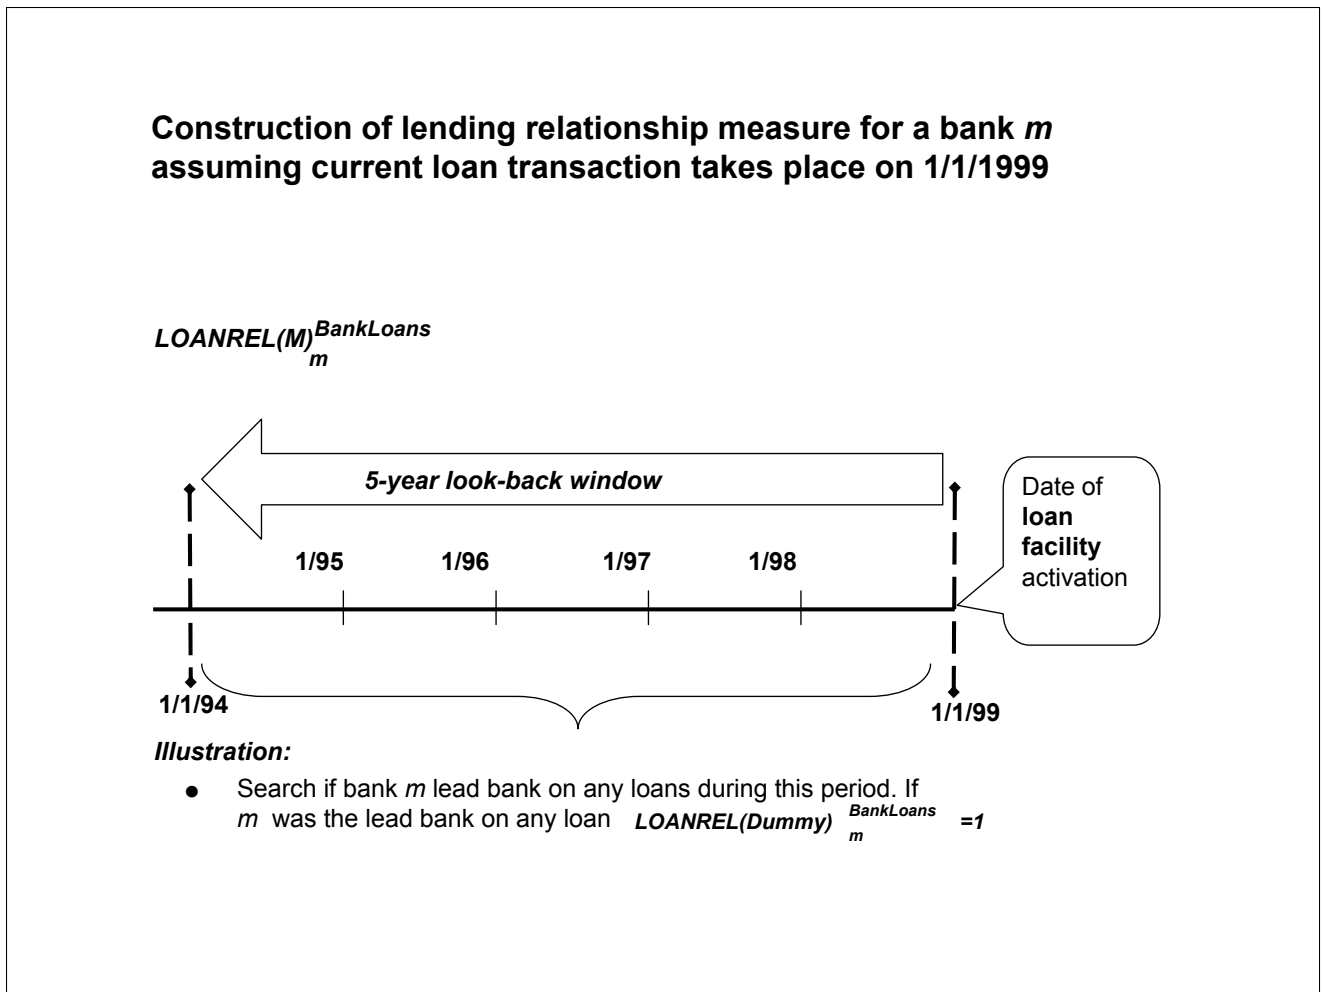 Construction of lending relationship measure for a bank m
assuming current loan transaction takes place on 1/1/1999
LOANREL(M)BankLoans
m
5-year look-back window
Date of
loan
facility
activation
1/95 1/96 1/97 1/98
1/1/94
1/1/99
Illustration:
● Search if bank m lead bank on any loans during this period. If
m was the lead bank on any loan LOANREL(Dummy) BankLoans =1
m